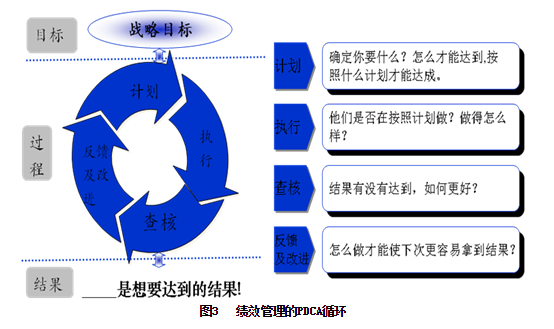 目标
战略目标
过
程
计划
执
行
查核
反馈
及改
进
计划
确定你要什么？怎么才能达到,按
照什么计划才能达成。
执行
他们是否在按照计划做？做得怎么
样？
查核
结果有没有达到，如何更好？
反馈
及改进
怎么做才能使下次更容易拿到结果？
结果
____是想要达到的结果!
图3 绩效管理的PDCA循环